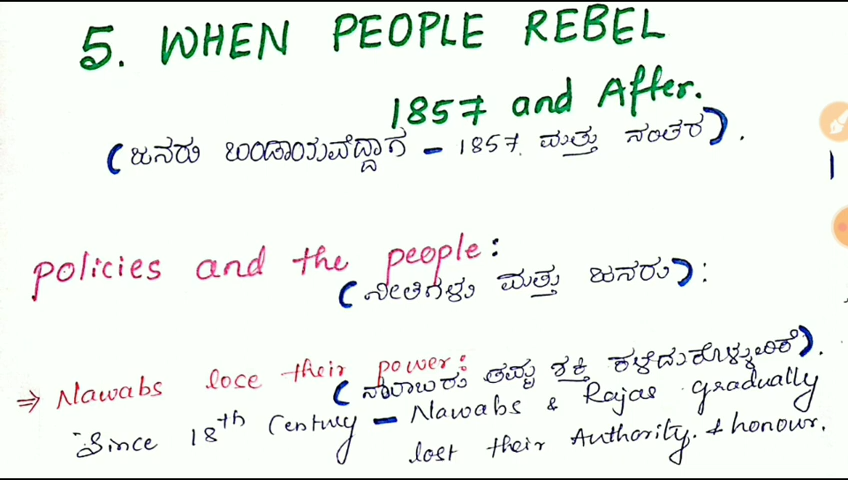 5. WHEN PEOPLE REBEL
1857 and After.
(ಜನರು ಬಂಡಾಯವೆದ್ದಾಗ - 1857 ಮತ್ತು ನಂತರ).
policies and the people:
(ನೀತಿಗಳು ಮತ್ತು ಜನರು):
⇒ Nawabs lose their power:
(ನವಾಬರು ತಮ್ಮ ಶಕ್ತಿ ಕಳೆದುಕೊಳ್ಳುವಿಕೆ).
Since 18th Century - Nawabs & Rajas gradually
lost their Authority. & honour.